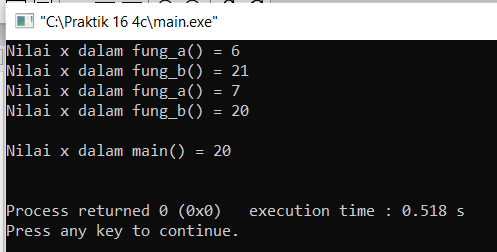 "C:\Praktik 16 4c\main.exe"
Nilai x dalam fung_a() = 6
Nilai x dalam fung_b() = 21
Nilai x dalam fung_a() = 7
Nilai x dalam fung_b() = 20
Nilai x dalam main() = 20
Process returned 0 (0x0)   execution time : 0.518 s
Press any key to continue.